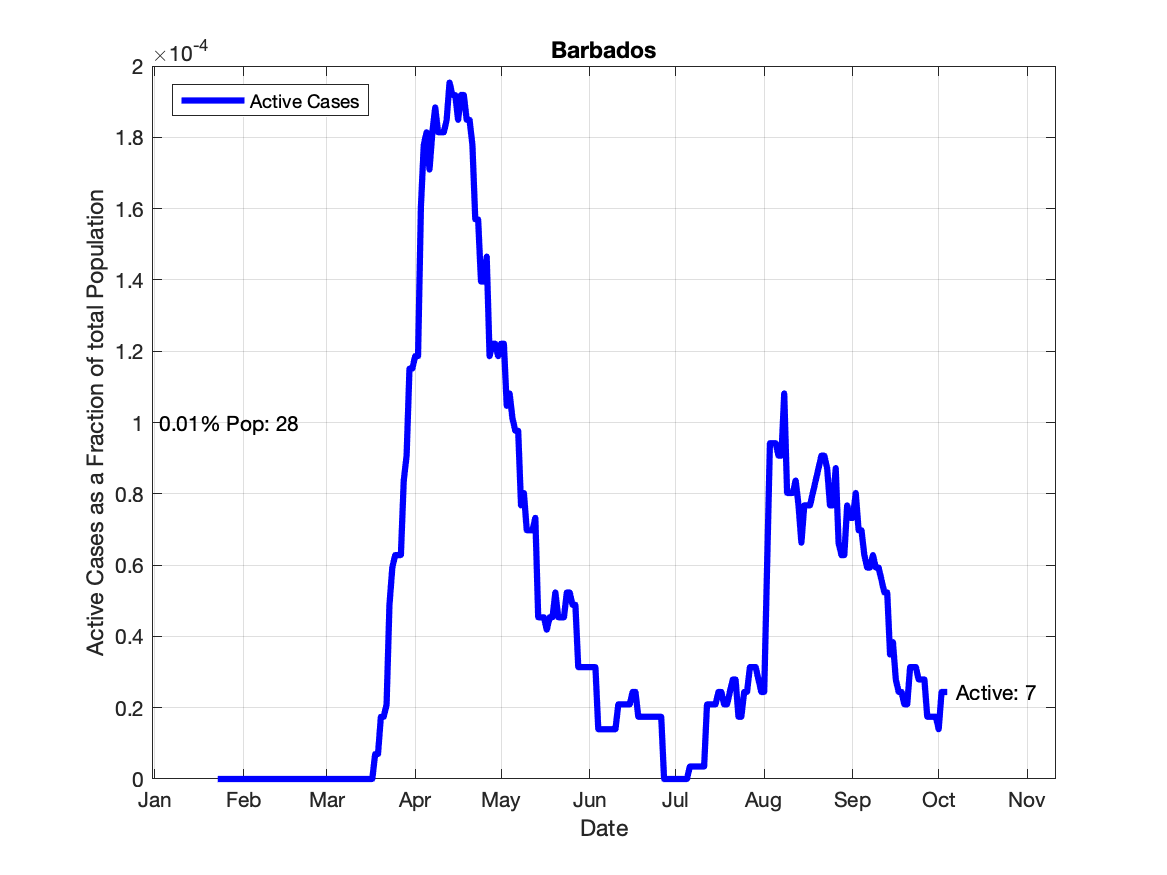 Barbados
×10-4
2
1.8
1.6
1.4
1.2
1
0.8
0.6
0.4
0.2
0
Active Cases as a Fraction of total Population
Active Cases
0.01% Pop: 28
Active: 7
Jan Feb Mar Apr May Jun Jul Aug Sep Oct Nov
Date